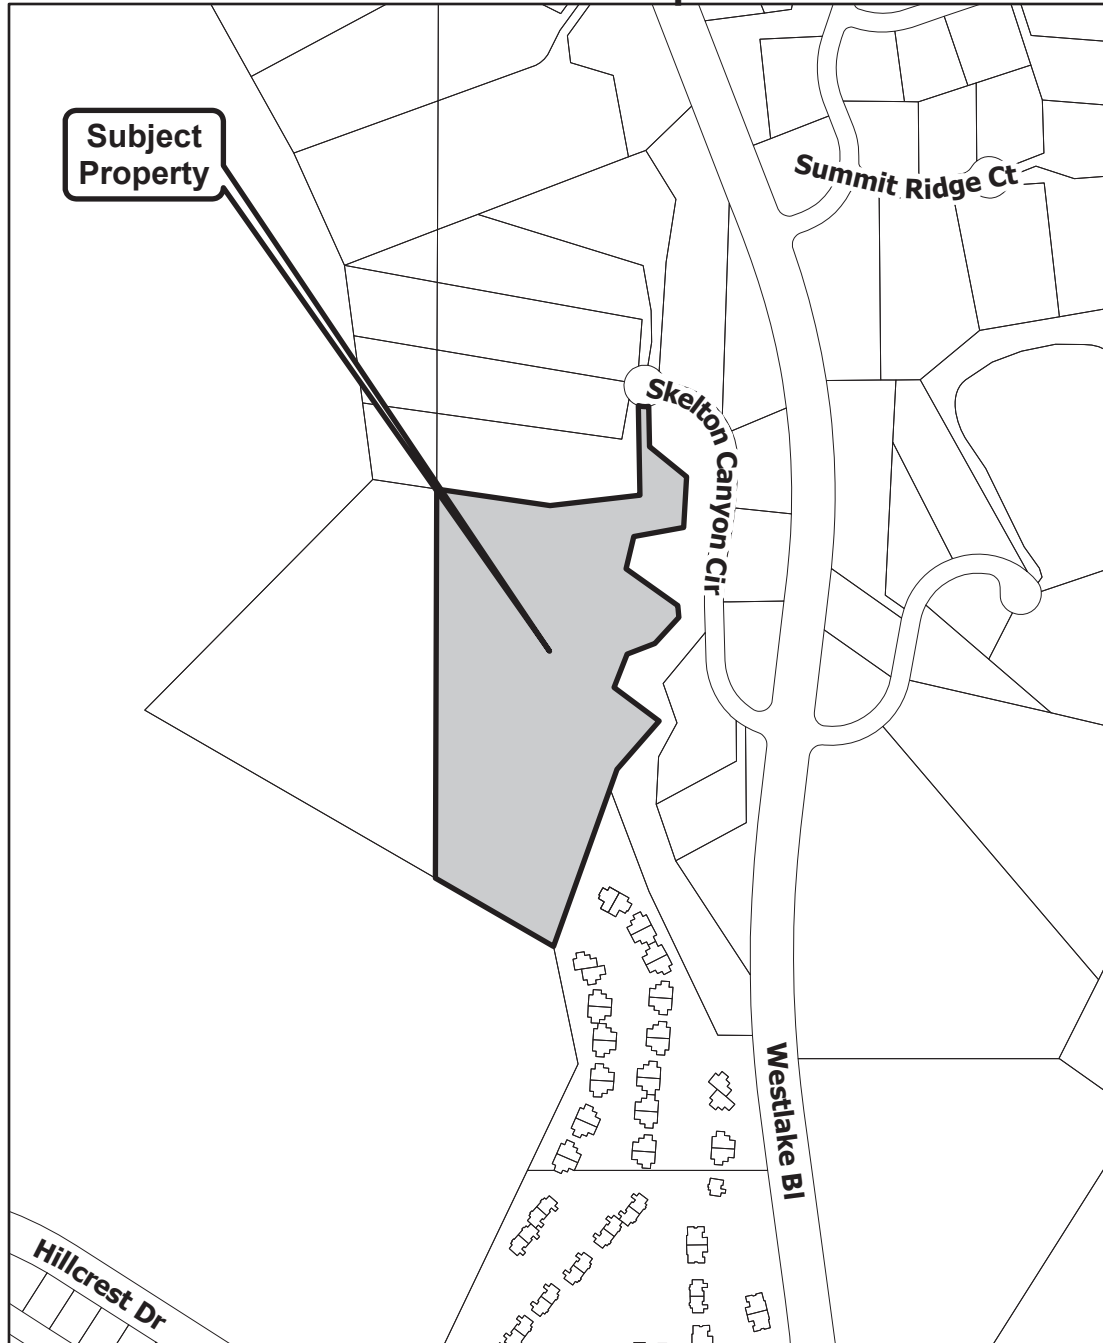 Subject
Property
Summit Ridge Ct
Skelton Canyon Cir
Westlake Bl
Hillcrest Dr